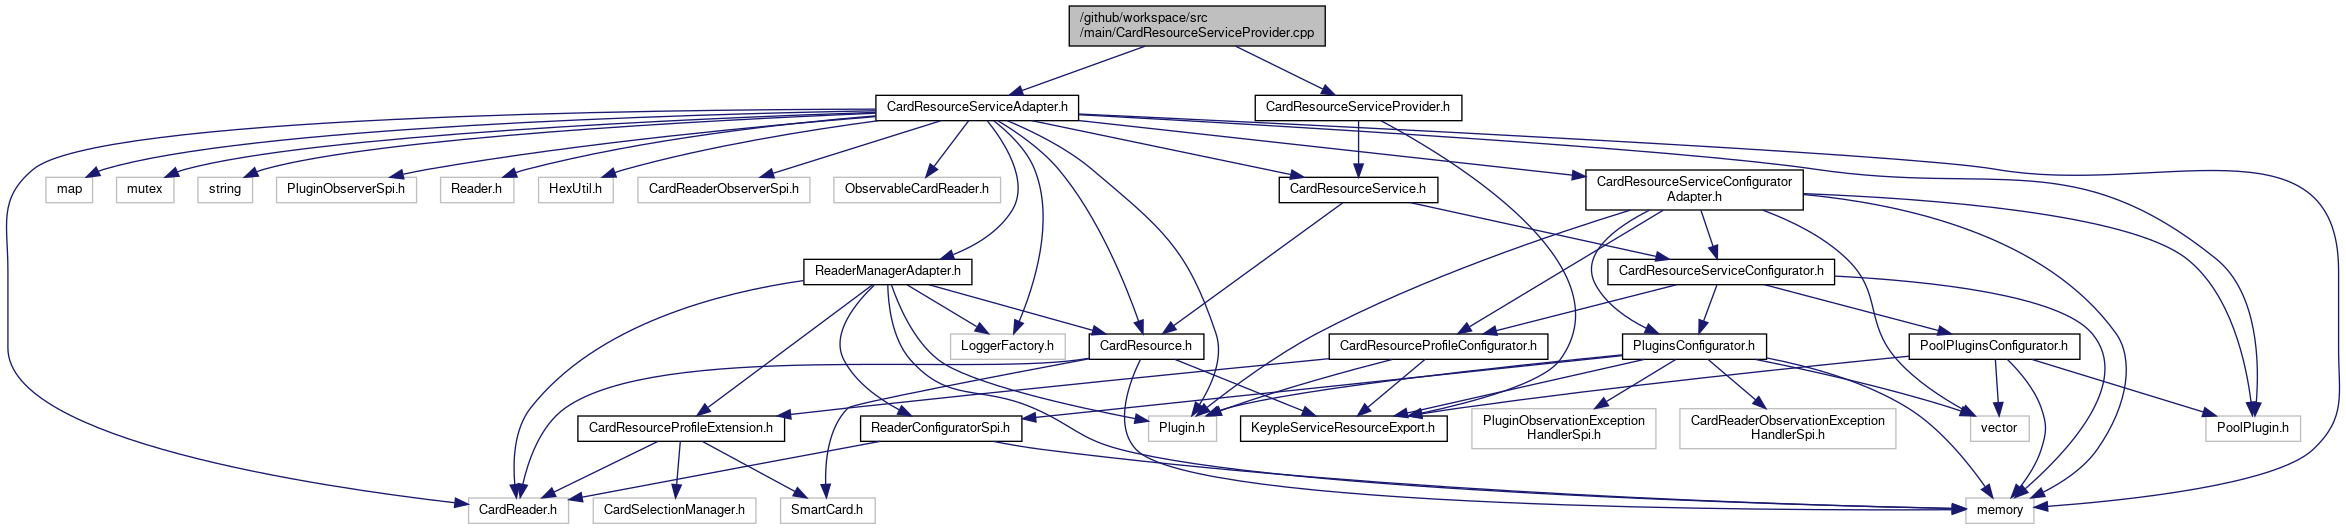 /github/workspace/src
/main/CardResourceServiceProvider.cpp
CardResourceServiceAdapter.h
CardResourceServiceProvider.h
map
mutex
string
PluginObserverSpi.h
Reader.h
HexUtil.h
CardReaderObserverSpi.h
ObservableCardReader.h
CardResourceService.h
CardResourceServiceConfigurator
Adapter.h
ReaderManagerAdapter.h
CardResourceServiceConfigurator.h
LoggerFactory.h
CardResource.h
CardResourceProfileConfigurator.h
PluginsConfigurator.h
PoolPluginsConfigurator.h
CardResourceProfileExtension.h
ReaderConfiguratorSpi.h
Plugin.h
KeypleServiceResourceExport.h
PluginObservationException
HandlerSpi.h
CardReaderObservationException
HandlerSpi.h
vector
PoolPlugin.h
CardReader.h
CardSelectionManager.h
SmartCard.h
memory